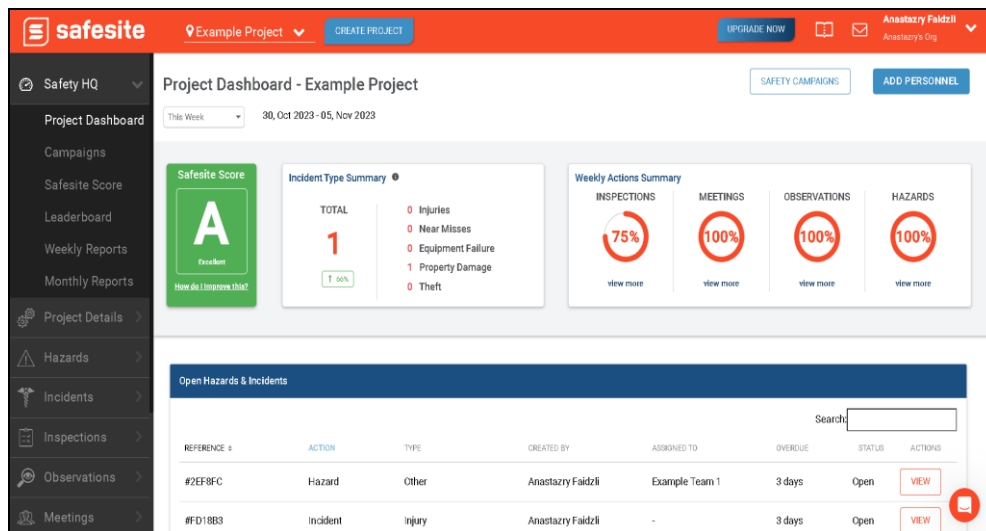 safesite
Example Project
CREATE PROJECT
UPGRADE NOW
Anastazry Faidzli
Anastazry's Org
Safety HQ
Project Dashboard
Campaigns
Safesite Score
Leaderboard
Weekly Reports
Monthly Reports
Project Details
Hazards
Incidents
Inspections
Observations
Meetings
Project Dashboard - Example Project
SAFETY CAMPAIGNS
ADD PERSONNEL
This Week
30, Oct 2023 - 05, Nov 2023
Safesite Score
A
Excellent
How do I Improve this?
Incident Type Summary
TOTAL
1
↑ 66%
0 Injuries
0 Near Misses
0 Equipment Failure
1 Property Damage
0 Theft
Weekly Actions Summary
INSPECTIONS MEETINGS OBSERVATIONS HAZARDS
75% 100% 100% 100%
view more view more view more view more
Open Hazards & Incidents
Search:
REFERENCE ACTION TYPE CREATED BY ASSIGNED TO OVERDUE STATUS ACTIONS
#2EF8FC Hazard Other Anastazry Faidzli Example Team 1 3 days Open VIEW
#FD18B3 Incident Injury Anastazry Faidzli - 3 days Open VIEW